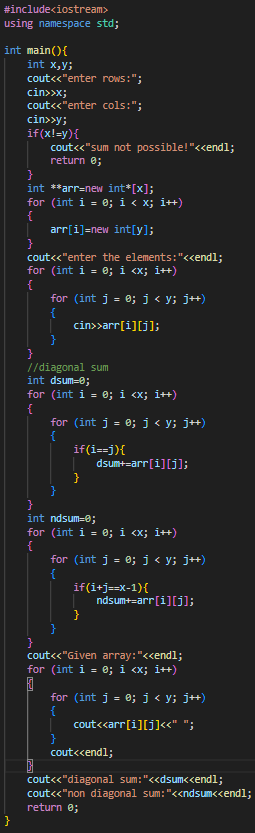 #include<iostream>
using namespace std;

int main(){
    int x,y;
    cout<<"enter rows:";
    cin>>x;
    cout<<"enter cols:";
    cin>>y;
    if(x!=y){
        cout<<"sum not possible!"<<endl;
        return 0;
    }
    int **arr=new int*[x];
    for (int i = 0; i < x; i++)
    {
        arr[i]=new int[y];
    }
    cout<<"enter the elements:"<<endl;
    for (int i = 0; i <x; i++)
    {
        for (int j = 0; j < y; j++)
        {
            cin>>arr[i][j];
        }
    }
    //diagonal sum
    int dsum=0;
    for (int i = 0; i <x; i++)
    {
        for (int j = 0; j < y; j++)
        {
            if(i==j){
                dsum+=arr[i][j];
            }
        }
    }
    int ndsum=0;
    for (int i = 0; i <x; i++)
    {
        for (int j = 0; j < y; j++)
        {
            if(i+j==x-1){
                ndsum+=arr[i][j];
            }
        }
    }
    cout<<"Given array:"<<endl;
    for (int i = 0; i <x; i++)
    {
        for (int j = 0; j < y; j++)
        {
            cout<<arr[i][j]<<" ";
        }
        cout<<endl;
    }
    cout<<"diagonal sum:"<<dsum<<endl;
    cout<<"non diagonal sum:"<<ndsum<<endl;
    return 0;
}